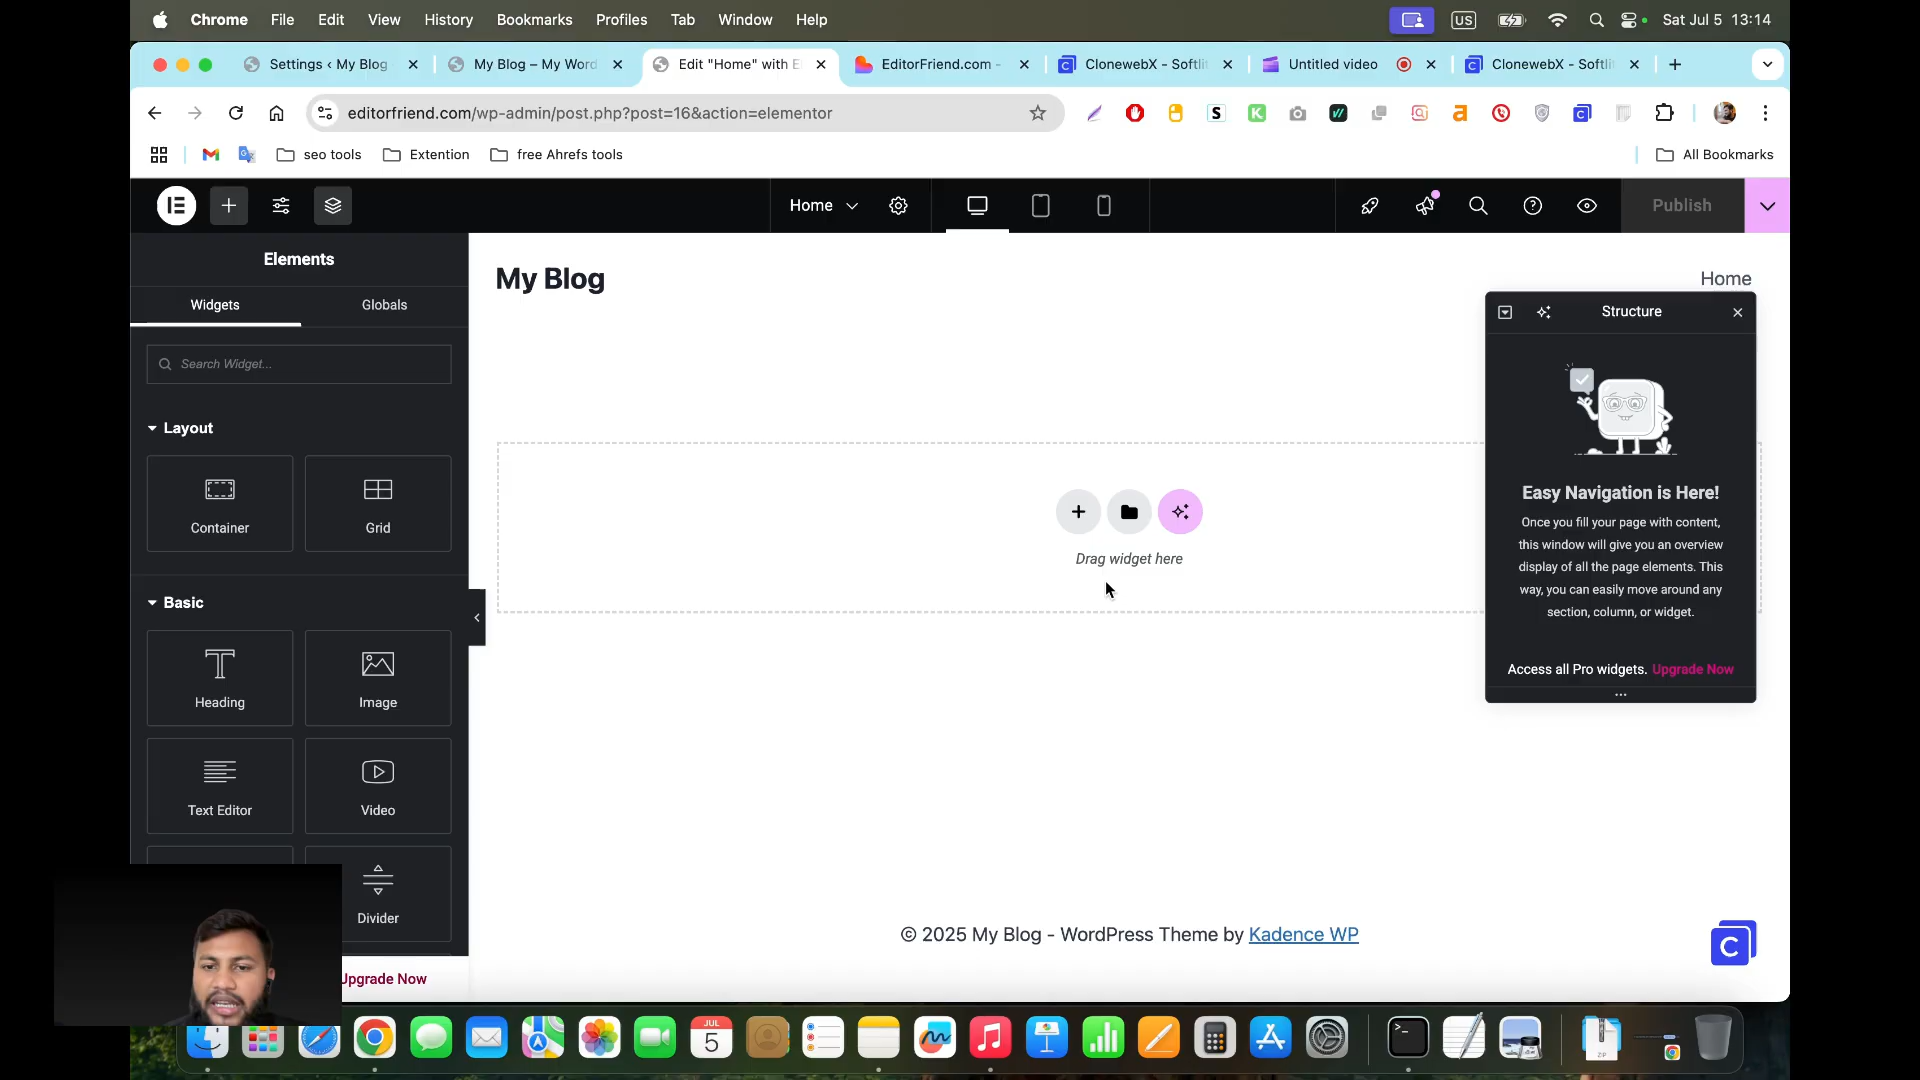 Chrome File Edit View History Bookmarks Profiles Tab Window Help US Sat Jul 5 13:14
Settings ‹ My Blog My Blog – My Word Edit "Home" with E EditorFriend.com - ClonewebX - Softli Untitled video ClonewebX - Softli
editorfriend.com/wp-admin/post.php?post=16&action=elementor
seo tools Extention free Ahrefs tools All Bookmarks
Home Publish
Elements
Widgets Globals
Search Widget...
Layout
Container Grid
Basic
Heading Image
Text Editor Video
Divider
Upgrade Now
My Blog Home
Drag widget here
Structure
Easy Navigation is Here!
Once you fill your page with content,
this window will give you an overview
display of all the page elements. This
way, you can easily move around any
section, column, or widget.
Access all Pro widgets. Upgrade Now
© 2025 My Blog - WordPress Theme by Kadence WP
C
JUL
5
ZIP